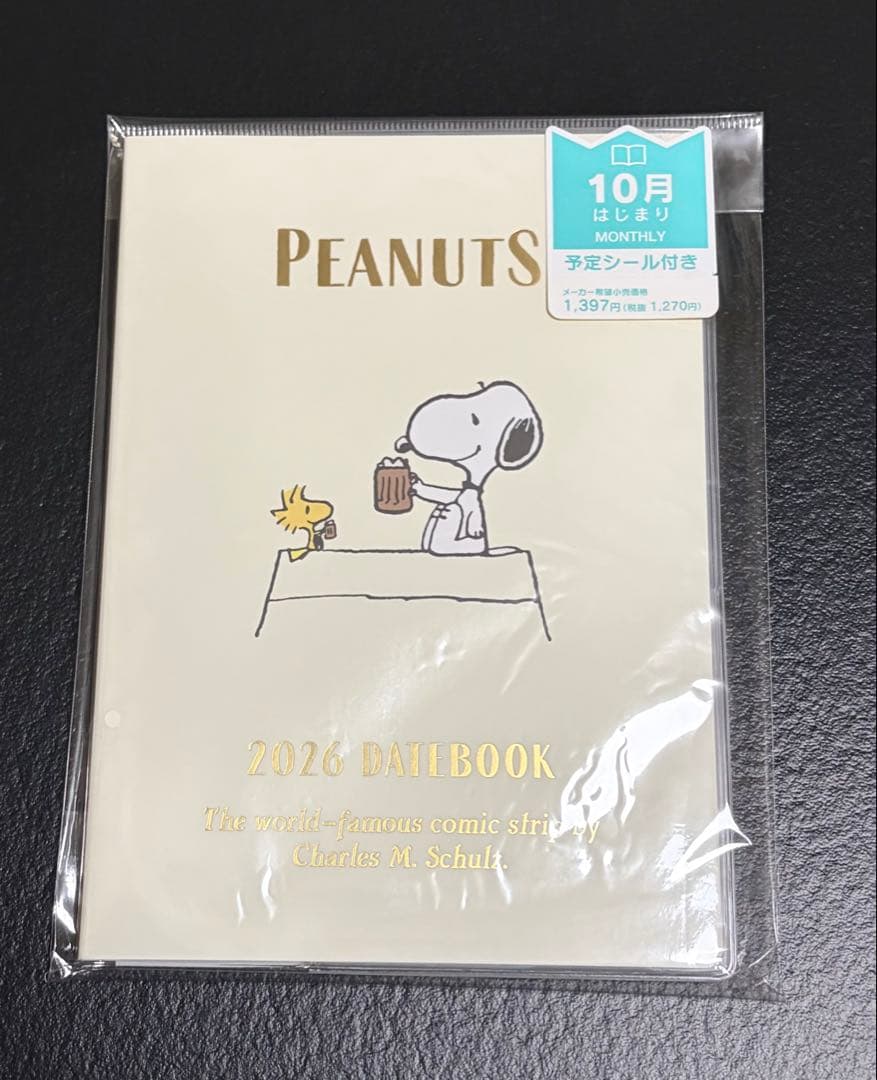 PEANUTS
10月
はじまり
MONTHLY
予定シール付き
メーカー希望小売価格
1,397円(税抜 1,270円)
2026 DATEBOOK
The world-famous comic strip by
Charles M. Schulz.